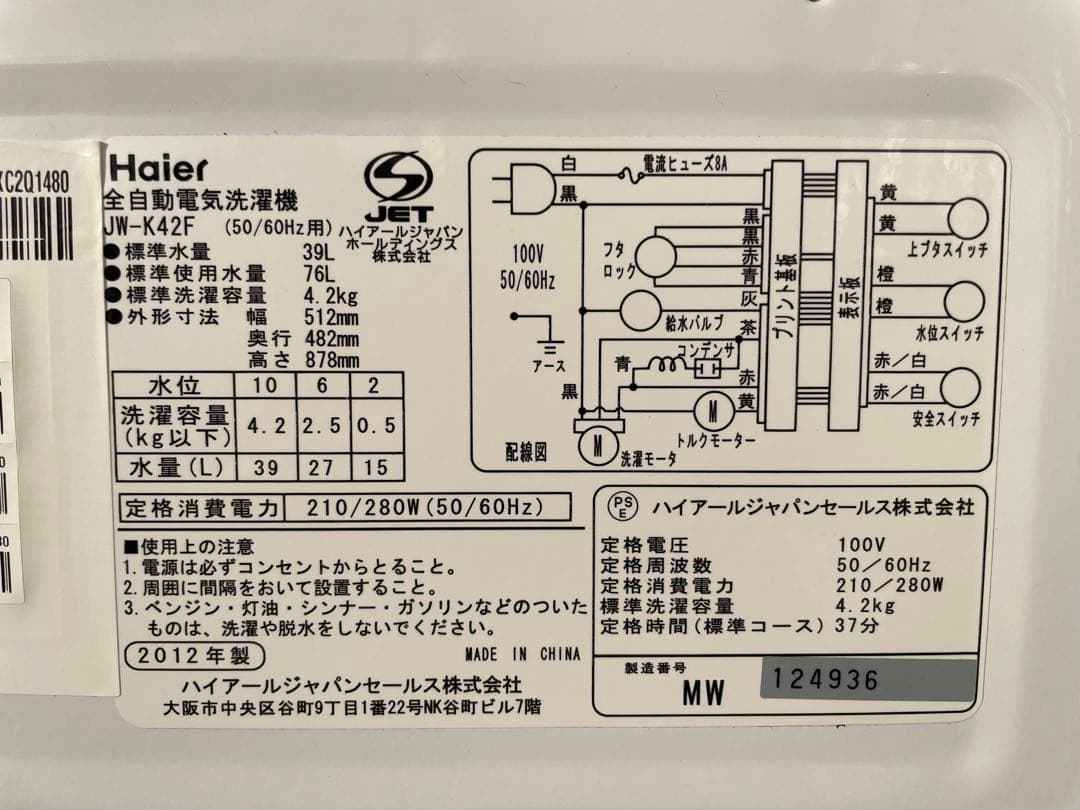 KC2Q1480
Haier
全自動電気洗濯機
JW-K42F (50/60Hz用)
JET
ハイアールジャパン
ホールディングス
株式会社
●標準水量 39L
●標準使用水量 76L
●標準洗濯容量 4.2kg
●外形寸法 幅 512mm
奥行 482mm
高さ 878mm
水位 10 6 2
洗濯容量
(kg以下) 4.2 2.5 0.5
水量(L) 39 27 15
定格消費電力 210/280W(50/60Hz)
■使用上の注意
1.電源は必ずコンセントからとること。
2.周囲に間隔をおいて設置すること。
3.ベンジン・灯油・シンナー・ガソリンなどのついた
ものは、洗濯や脱水をしないでください。
2012年製
MADE IN CHINA
ハイアールジャパンセールス株式会社
大阪市中央区谷町9丁目1番22号NK谷町ビル7階
白
電流ヒューズ8A
黒
100V
50/60Hz
アース
フタ
ロック
黒
黒
赤
青
灰
給水バルブ
茶
コンデンサ
青
赤
黒
黄
M
トルクモーター
M
洗濯モータ
配線図
プリント基板
表示板
黄
黄
上ブタスイッチ
橙
橙
水位スイッチ
赤/白
赤/白
安全スイッチ
PS
E
ハイアールジャパンセールス株式会社
定格電圧 100V
定格周波数 50/60Hz
定格消費電力 210/280W
標準洗濯容量 4.2kg
定格時間(標準コース) 37分
製造番号
MW 124936